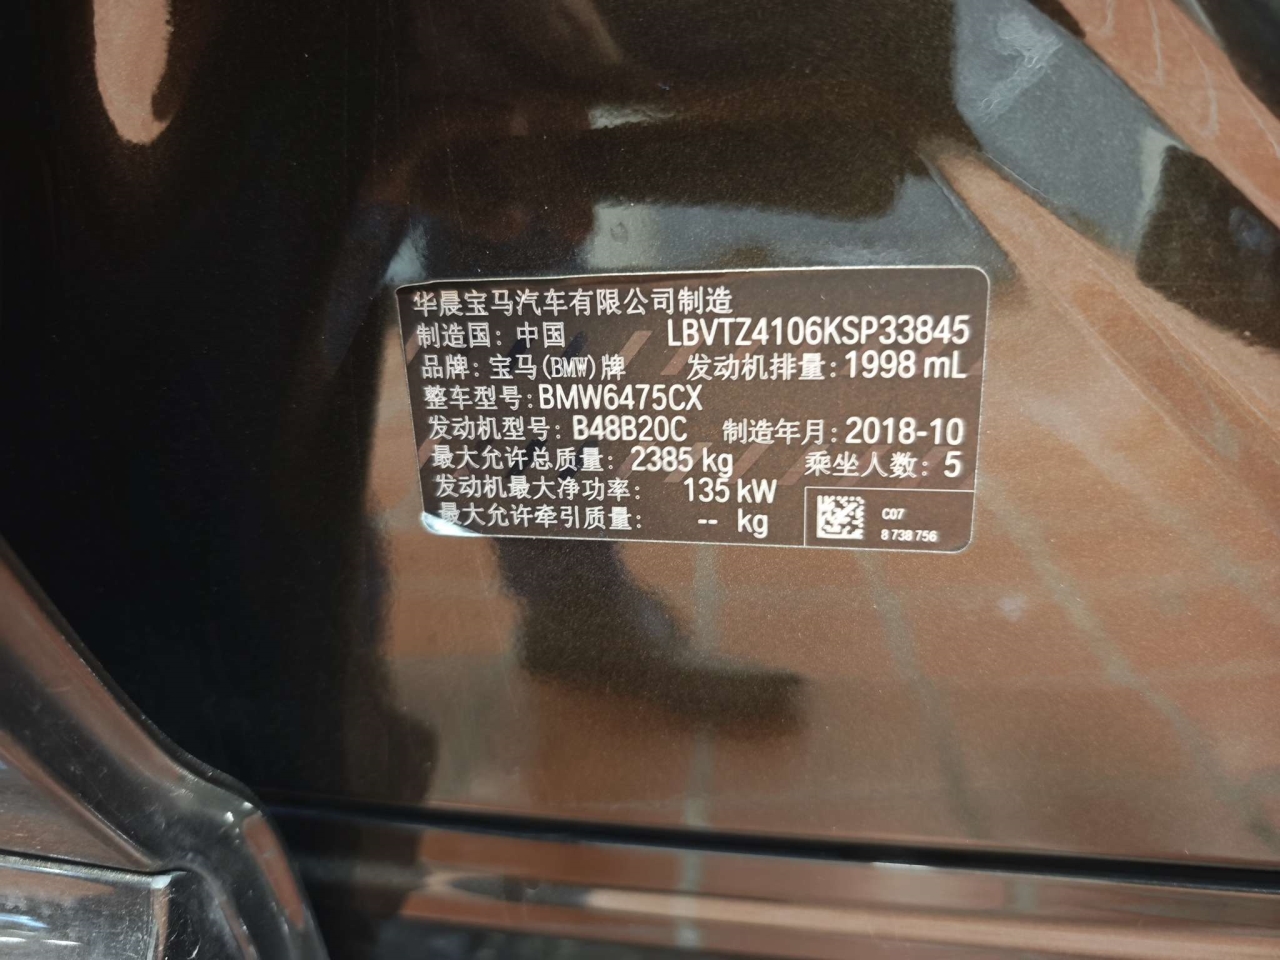 华晨宝马汽车有限公司制造
制造国: 中国 LBVTZ4106KSP33845
品牌: 宝马(BMW)牌 发动机排量: 1998 mL
整车型号: BMW6475CX
发动机型号: B48B20C 制造年月: 2018-10
最大允许总质量: 2385 kg 乘坐人数: 5
发动机最大净功率: 135 kW
最大允许牵引质量: -- kg
C07
8 738 756